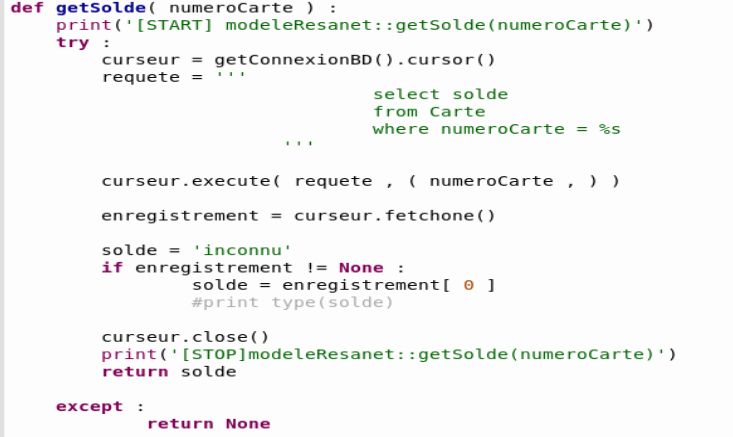 def getSolde( numeroCarte ) :
    print('[START] modeleResanet::getSolde(numeroCarte)')
    try :
        curseur = getConnexionBD().cursor()
        requete = '''
                                select solde
                                from Carte
                                where numeroCarte = %s
                        '''
        curseur.execute( requete , ( numeroCarte , ) )
        enregistrement = curseur.fetchone()
        solde = 'inconnu'
        if enregistrement != None :
                solde = enregistrement[ 0 ]
                #print type(solde)
        curseur.close()
        print('[STOP]modeleResanet::getSolde(numeroCarte)')
        return solde
    except :
            return None